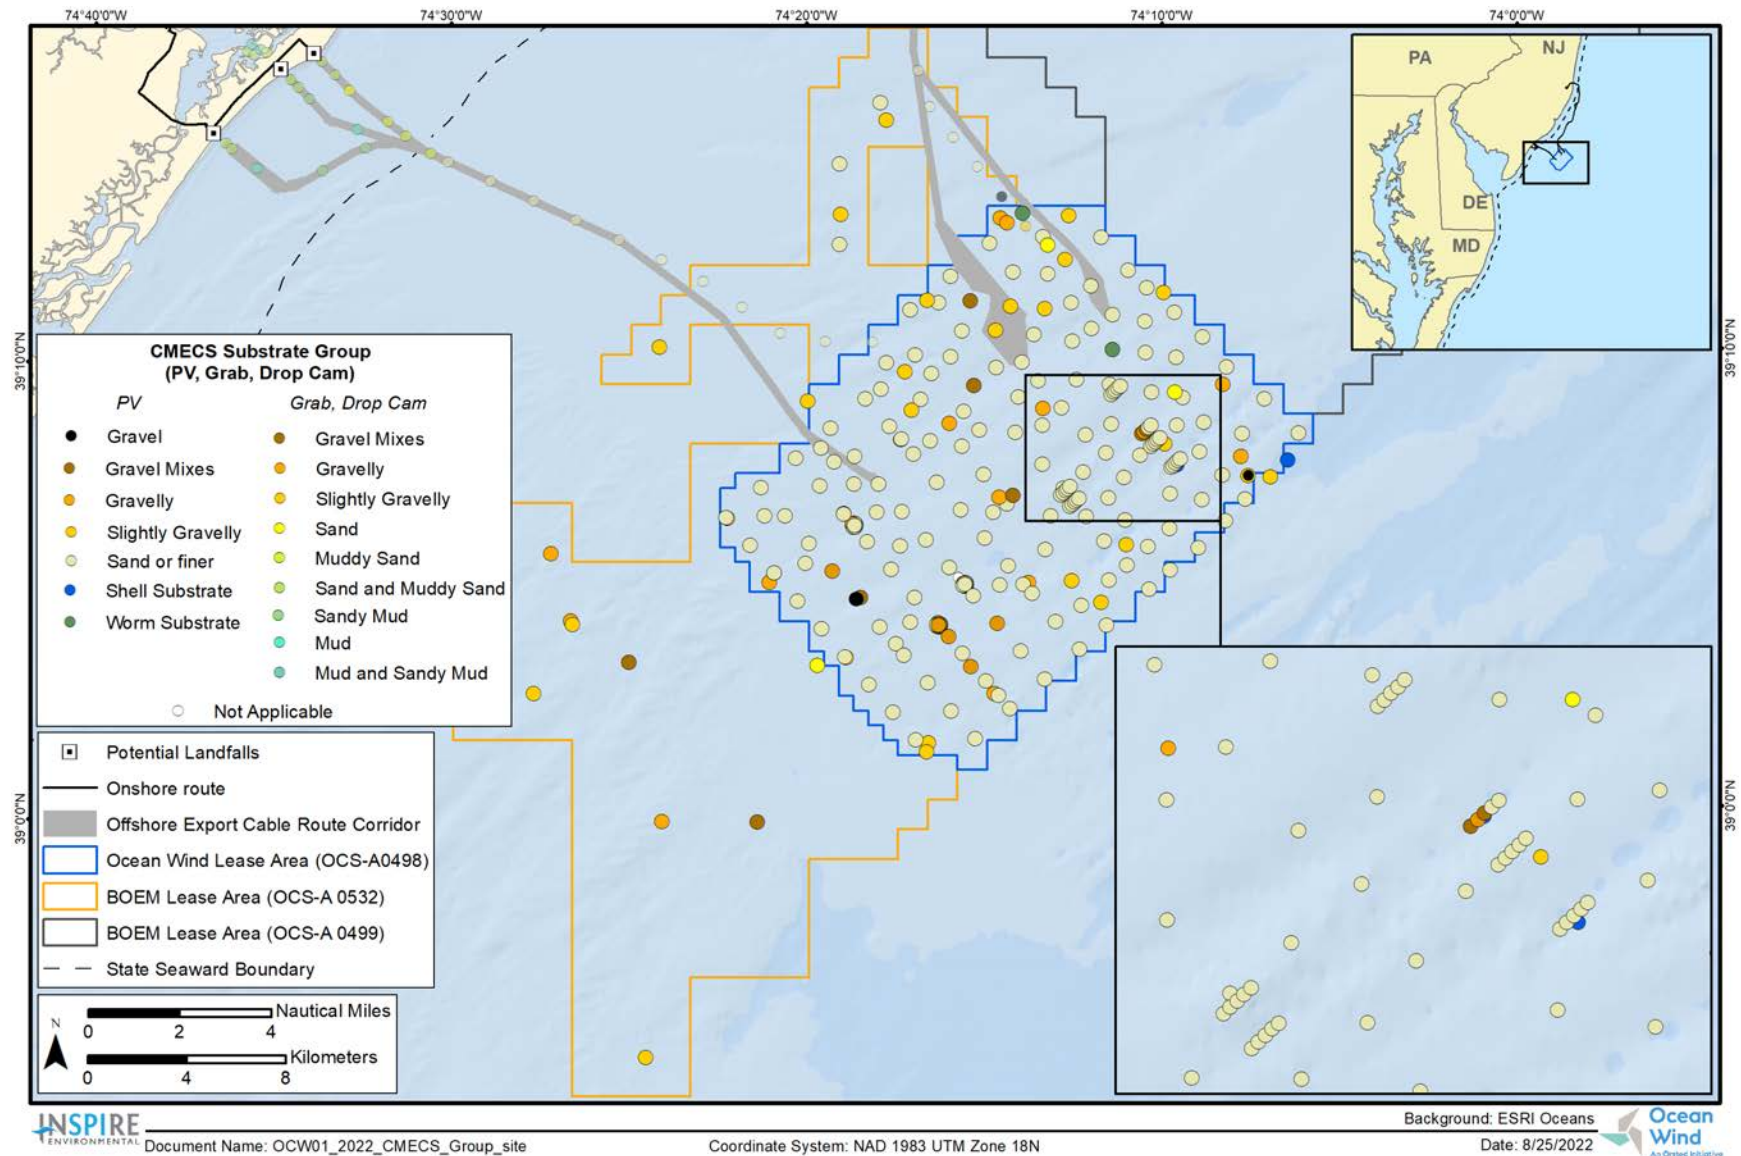 74°40'0"W
74°30'0"W
74°20'0"W
74°10'0"W
74°0'0"W
PA
NJ
DE
MD
39°10'0"N
39°10'0"N
39°0'0"N
39°0'0"N
CMECS Substrate Group
(PV, Grab, Drop Cam)
PV
Gravel
Gravel Mixes
Gravelly
Slightly Gravelly
Sand or finer
Shell Substrate
Worm Substrate
Grab, Drop Cam
Gravel Mixes
Gravelly
Slightly Gravelly
Sand
Muddy Sand
Sand and Muddy Sand
Sandy Mud
Mud
Mud and Sandy Mud
Not Applicable
Potential Landfalls
Onshore route
Offshore Export Cable Route Corridor
Ocean Wind Lease Area (OCS-A0498)
BOEM Lease Area (OCS-A 0532)
BOEM Lease Area (OCS-A 0499)
State Seaward Boundary
N
Nautical Miles
0 2 4
Kilometers
0 4 8
INSPIRE
ENVIRONMENTAL
Document Name: OCW01_2022_CMECS_Group_site
Coordinate System: NAD 1983 UTM Zone 18N
Background: ESRI Oceans
Date: 8/25/2022
Ocean
Wind
An Ørsted Initiative